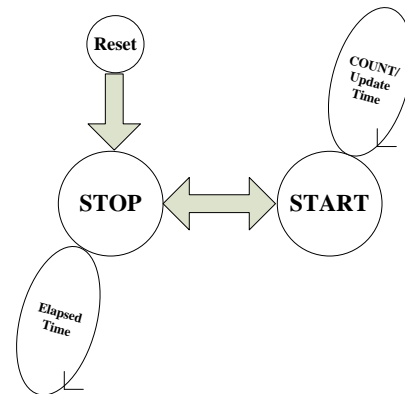 Reset
COUNT/
Update
Time
STOP
START
Elapsed
Time